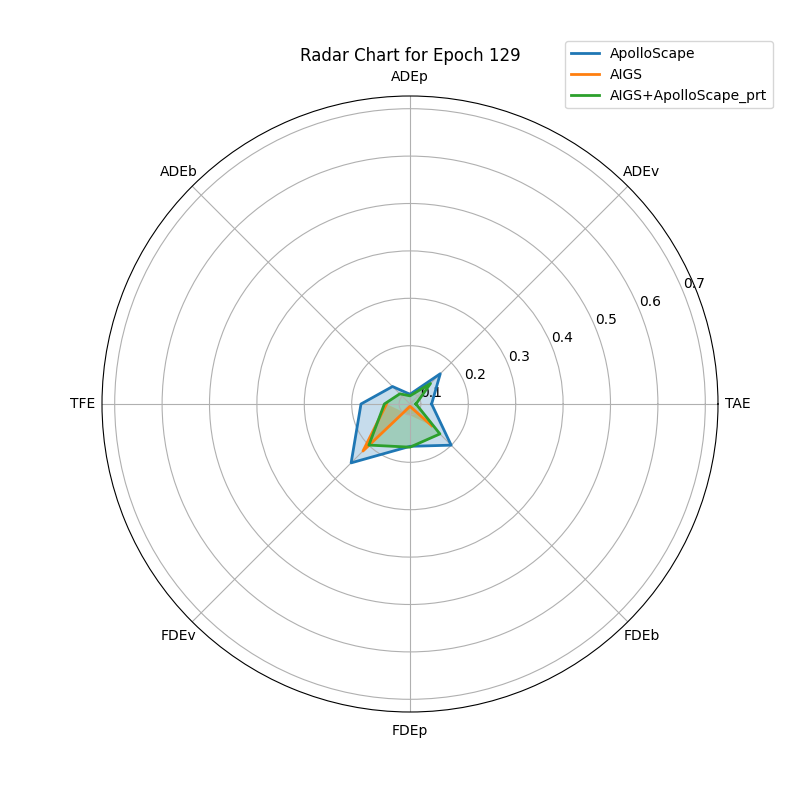 Radar Chart for Epoch 129
ApolloScape
AIGS
AIGS+ApolloScape_prt
ADEp
ADEb
ADEv
0.7
0.6
0.5
0.4
0.3
0.2
0.1
TFE
TAE
FDEv
FDEb
FDEp